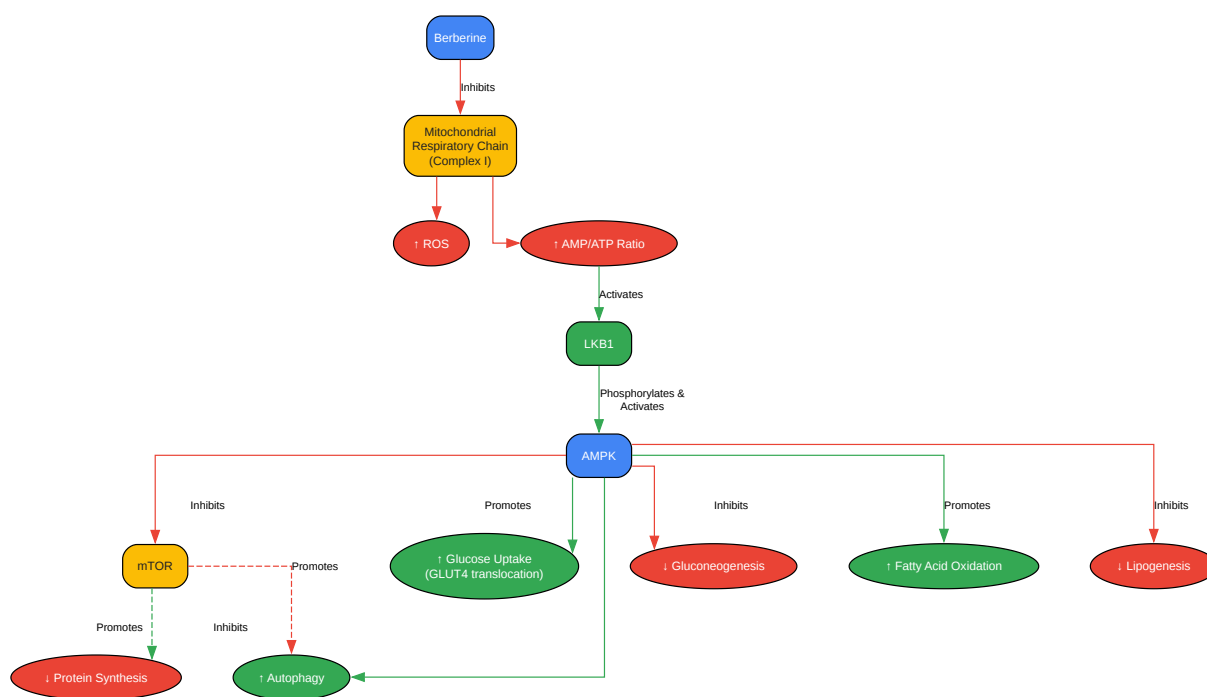 Berberine
Inhibits
Mitochondrial
Respiratory Chain
(Complex I)
↑ ROS
↑ AMP/ATP Ratio
Activates
LKB1
Phosphorylates &
Activates
AMPK
Inhibits
Promotes
Inhibits
Promotes
Inhibits
mTOR
Promotes
↑ Glucose Uptake
(GLUT4 translocation)
↓ Gluconeogenesis
↑ Fatty Acid Oxidation
↓ Lipogenesis
Promotes
Inhibits
↓ Protein Synthesis
↑ Autophagy